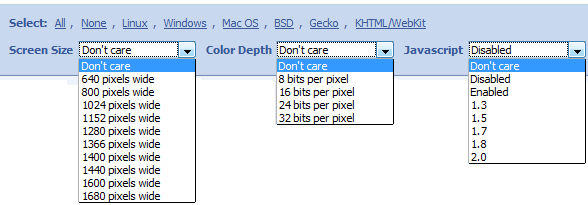 Select: All , None , Linux , Windows , Mac OS , BSD , Gecko , KHTML/WebKit
Screen Size Don't care Color Depth Don't care Javascript Disabled
Don't care
640 pixels wide
800 pixels wide
1024 pixels wide
1152 pixels wide
1280 pixels wide
1366 pixels wide
1400 pixels wide
1440 pixels wide
1600 pixels wide
1680 pixels wide
Don't care
8 bits per pixel
16 bits per pixel
24 bits per pixel
32 bits per pixel
Don't care
Disabled
Enabled
1.3
1.5
1.7
1.8
2.0